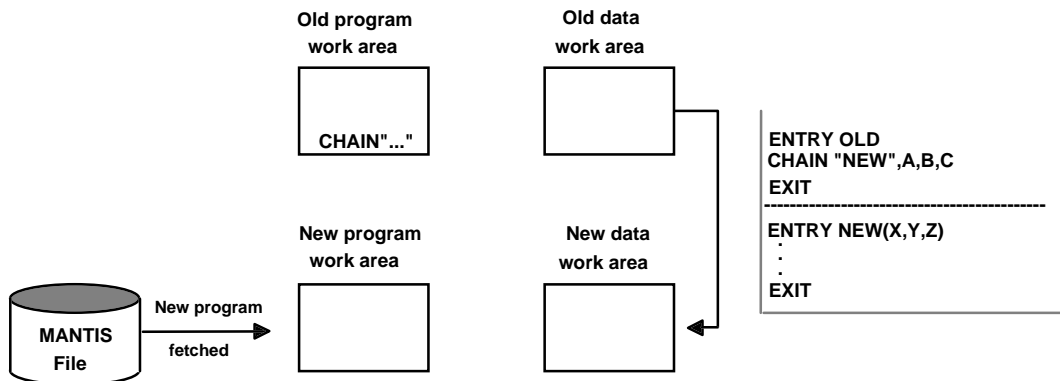 Old program
work area
Old data
work area
CHAIN"..."
ENTRY OLD
CHAIN "NEW",A,B,C
EXIT
---------------------------------------------
ENTRY NEW(X,Y,Z)
.
.
.
EXIT
New program
work area
New data
work area
MANTIS
File
New program
fetched